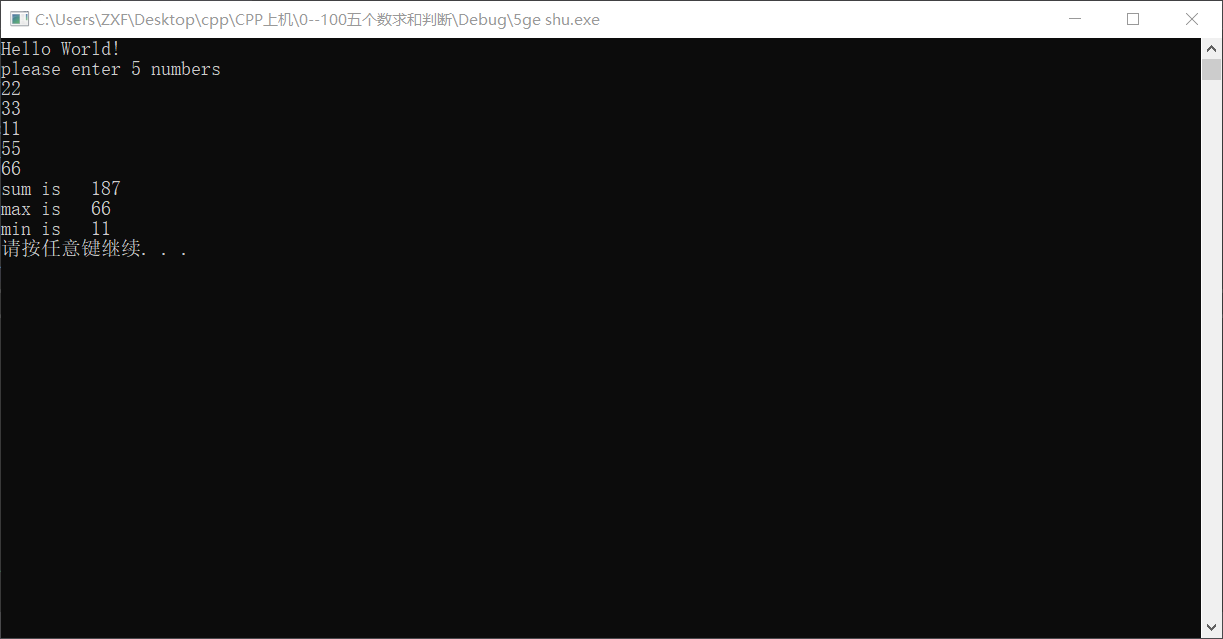 C:\Users\ZXF\Desktop\cpp\CPP上机\0--100五个数求和判断\Debug\5ge shu.exe
Hello World!
please enter 5 numbers
22
33
11
55
66
sum is   187
max is   66
min is   11
请按任意键继续. . .